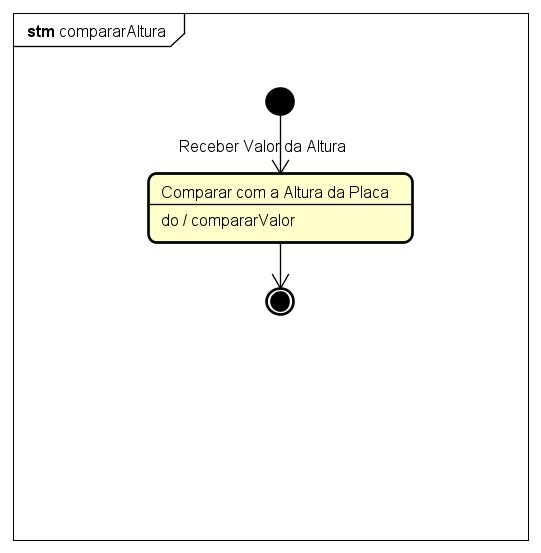 stm compararAltura
Receber Valor da Altura
Comparar com a Altura da Placa
do / compararValor